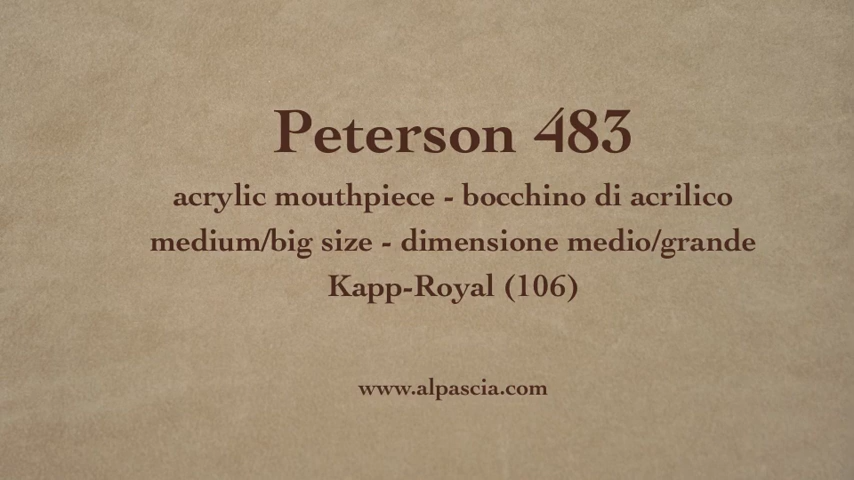 Peterson 483
acrylic mouthpiece - bocchino di acrilico
medium/big size - dimensione medio/grande
Kapp-Royal (106)
www.alpascia.com